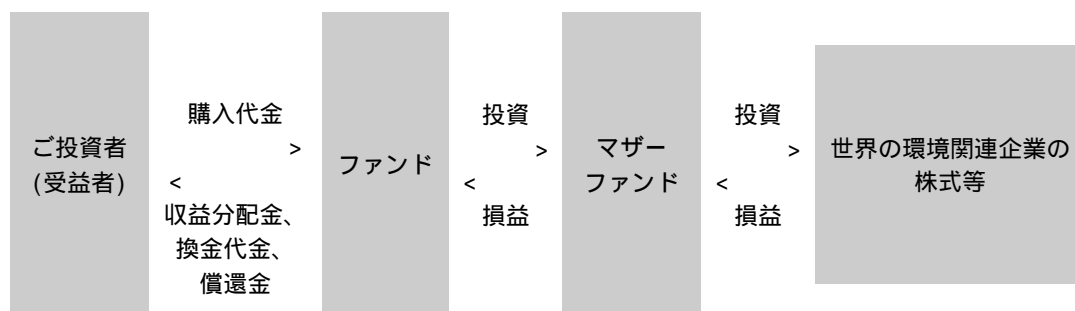 ご投資者
(受益者)
購入代金
>
<
収益分配金、
換金代金、
償還金
ファンド
投資
>
<
損益
マザー
ファンド
投資
>
<
損益
世界の環境関連企業の
株式等